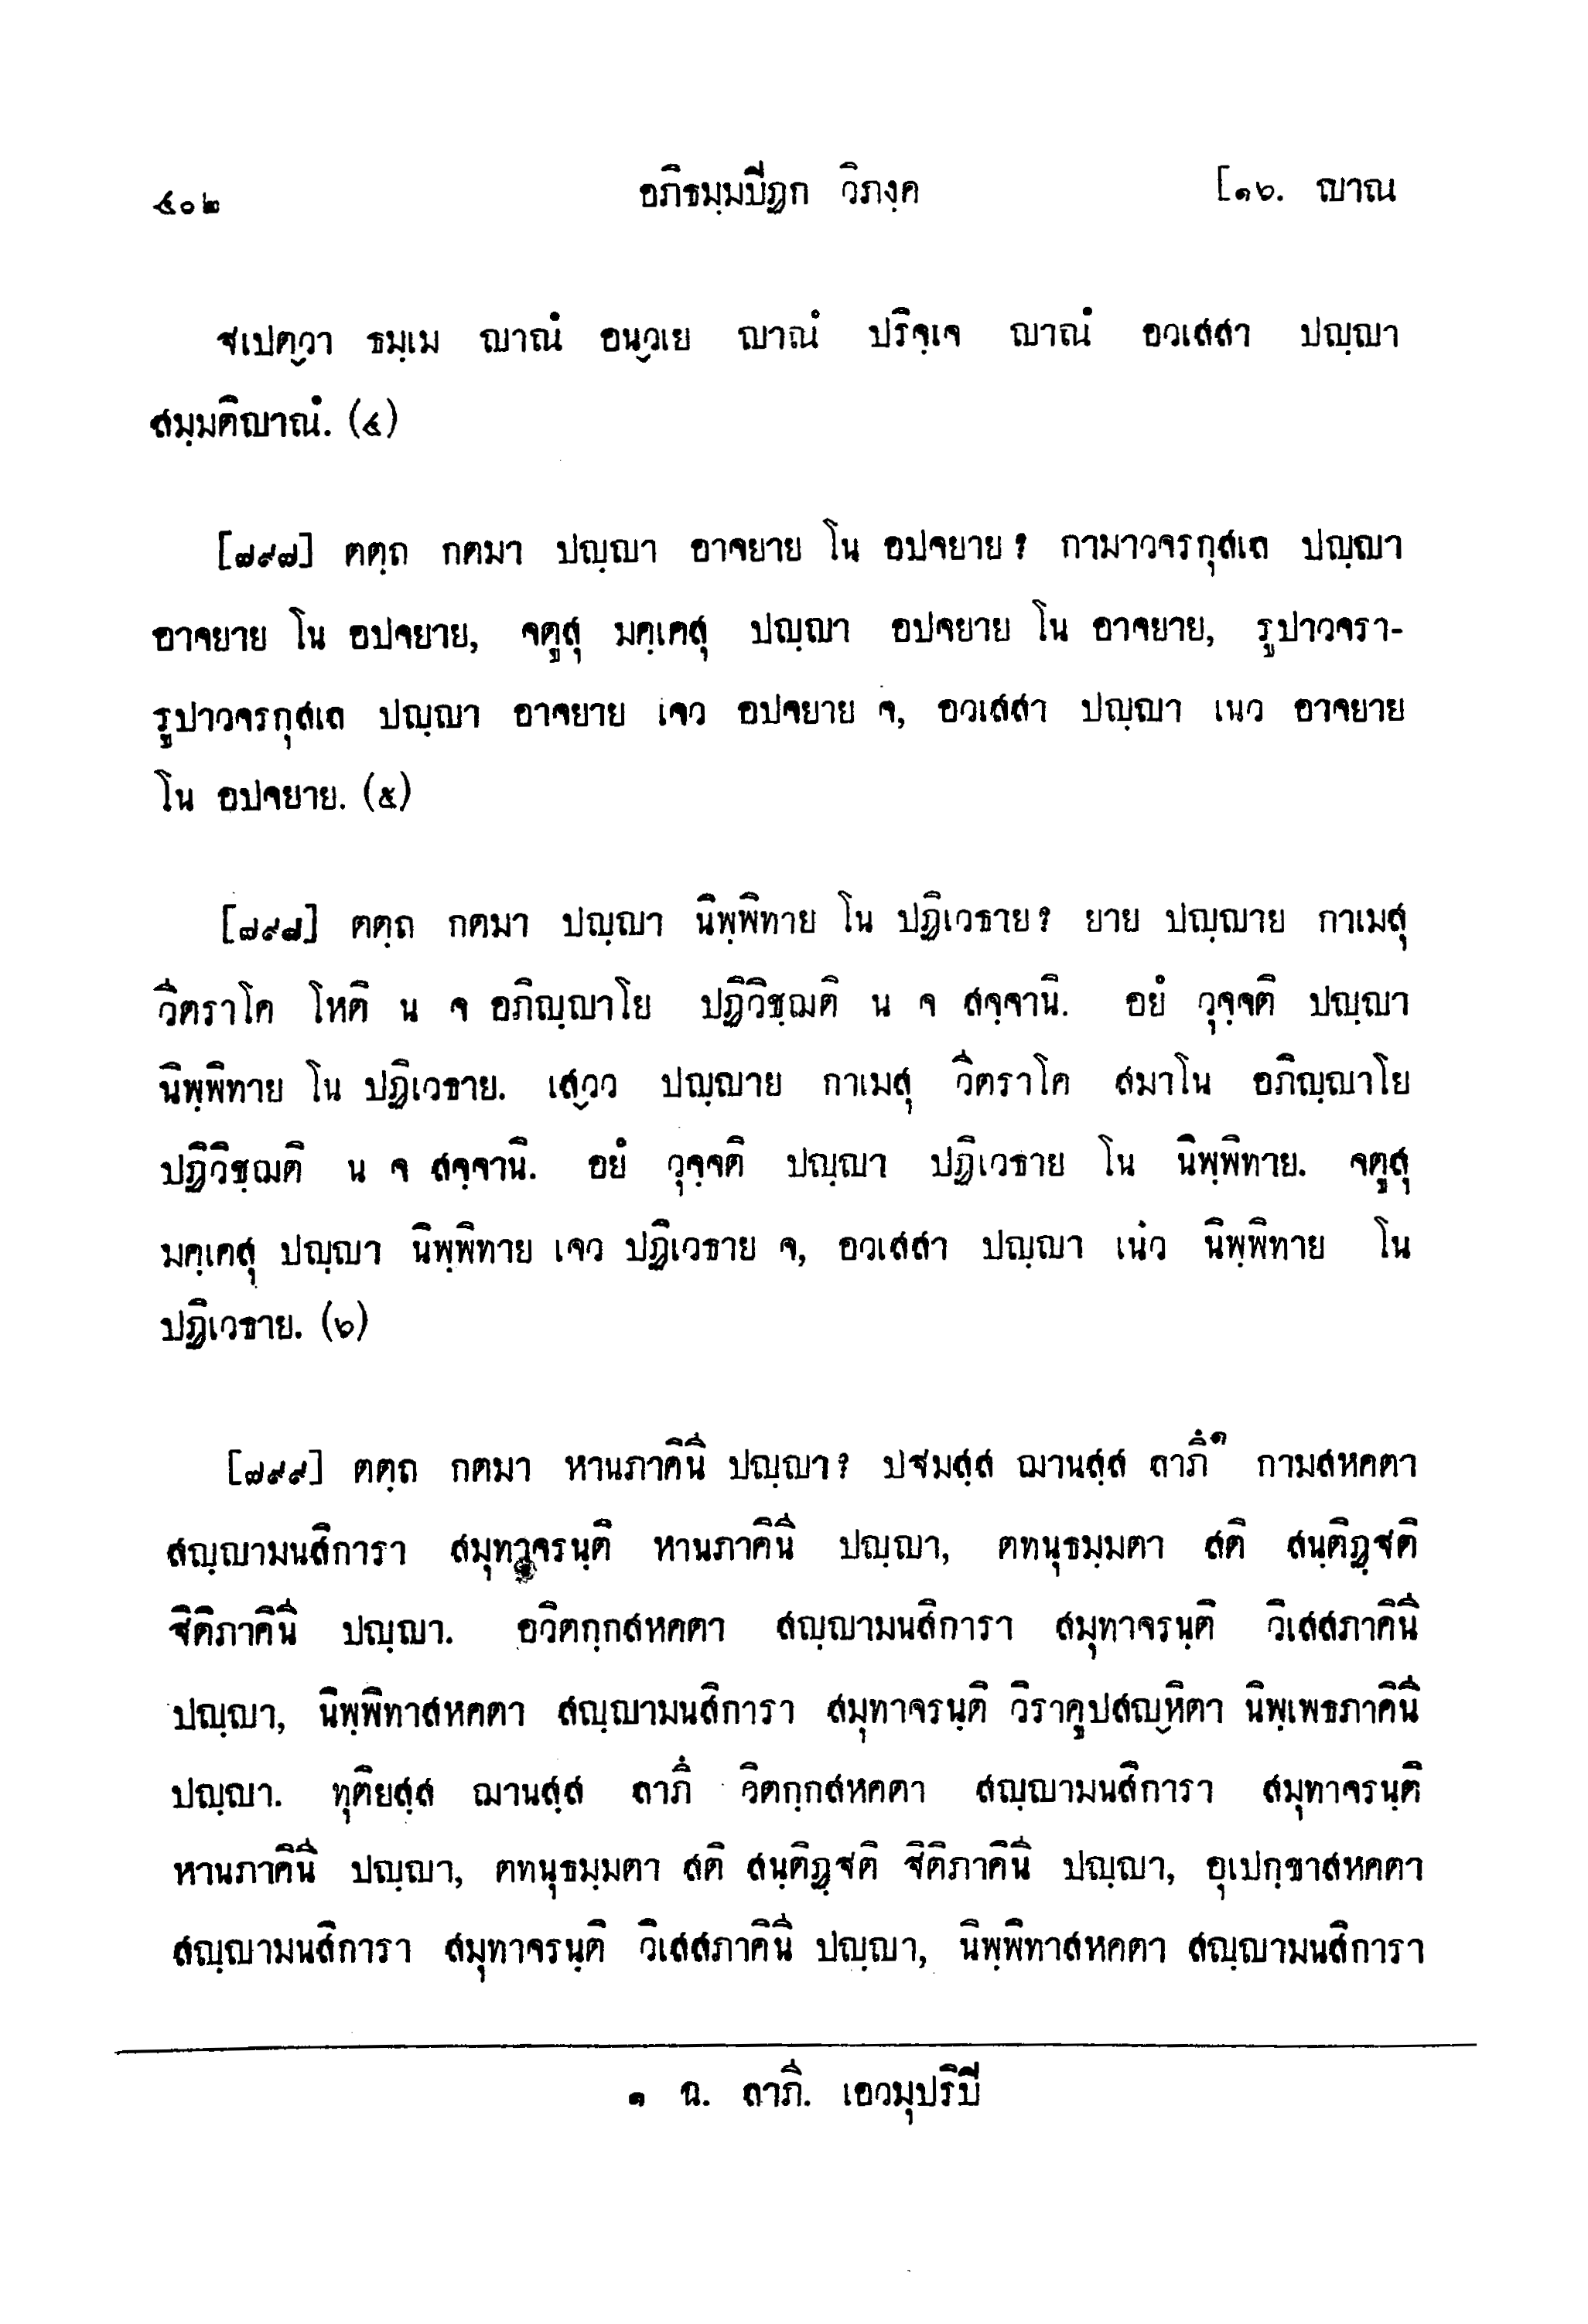 ๔๐๒ อภิธมฺมปิฏก วิภงฺค [๑๖. ญาณ
ฐเปต๎วา ธมฺเม ญาณํ อน๎วเย ญาณํ ปริจฺเจ ญาณํ อวเสสา ปญฺญา
สมฺมติญาณํ. (๔)
[๗๙๗] ตตฺถ กตมา ปญฺญา อาจยาย โน อปจยาย ? กามาวจรกุสเล ปญฺญา
อาจยาย โน อปจยาย, จตูสุ มคฺเคสุ ปญฺญา อปจยาย โน อาจยาย, รูปาวจรา-
รูปาวจรกุสเล ปญฺญา อาจยาย เจว อปจยาย จ, อวเสสา ปญฺญา เนว อาจยาย
โน อปจยาย. (๕)
[๗๙๘] ตตฺถ กตมา ปญฺญา นิพฺพิทาย โน ปฏิเวธาย? ยาย ปญฺญาย กาเมสุ
วีตราโค โหติ น จ อภิญฺญาโย ปฏิวิชฺฌติ น จ สจฺจานิ. อยํ วุจฺจติ ปญฺญา
นิพฺพิทาย โน ปฏิเวธาย. เส๎วว ปญฺญาย กาเมสุ วีตราโค สมาโน อภิญฺญาโย
ปฏิวิชฺฌติ น จ สจฺจานิ. อยํ วุจฺจติ ปญฺญา ปฏิเวธาย โน นิพฺพิทาย. จตูสุ
มคฺเคสุ ปญฺญา นิพฺพิทาย เจว ปฏิเวธาย จ, อวเสสา ปญฺญา เนว นิพฺพิทาย โน
ปฏิเวธาย. (๖)
[๗๙๙] ตตฺถ กตมา หานภาคินี ปญฺญา? ปฐมสฺส ฌานสฺส ลาภึ๑ กามสหคตา
สญฺญามนสิการา สมุทาจรนฺติ หานภาคินี ปญฺญา, ตทนุธมฺมตา สติ สนฺติฏฺฐติ
ฐิติภาคินี ปญฺญา. อวิตกฺกสหคตา สญฺญามนสิการา สมุทาจรนฺติ วิเสสภาคินี
ปญฺญา, นิพฺพิทาสหคตา สญฺญามนสิการา สมุทาจรนฺติ วิราคูปสญ๎หิตา นิพฺเพธภาคินี
ปญฺญา. ทุติยสฺส ฌานสฺส ลาภึ วิตกฺกสหคตา สญฺญามนสิการา สมุทาจรนฺติ
หานภาคินี ปญฺญา, ตทนุธมฺมตา สติ สนฺติฏฺฐติ ฐิติภาคินี ปญฺญา, อุเปกฺขาสหคตา
สญฺญามนสิการา สมุทาจรนฺติ วิเสสภาคินี ปญฺญา, นิพฺพิทาสหคตา สญฺญามนสิการา
๑ ฉ. ลาภี. เอวมุปริปิ